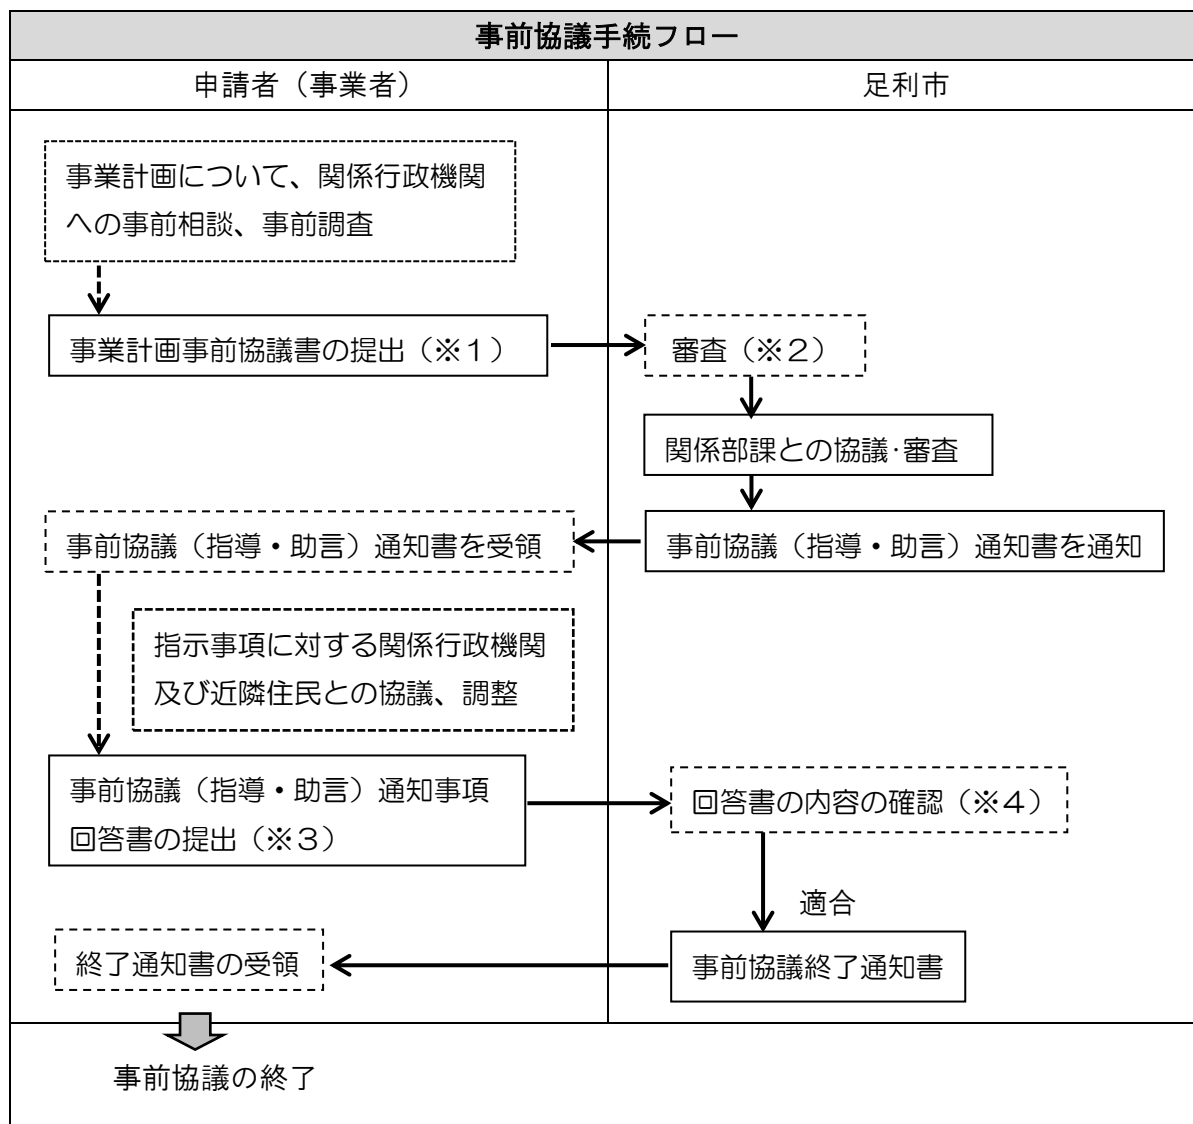 事前協議手続フロー
申請者（事業者）
足利市
事業計画について、関係行政機関
への事前相談、事前調査
事業計画事前協議書の提出（※１）
審査（※２）
関係部課との協議･審査
事前協議（指導・助言）通知書を受領
事前協議（指導・助言）通知書を通知
指示事項に対する関係行政機関
及び近隣住民との協議、調整
事前協議（指導・助言）通知事項
回答書の提出（※３）
回答書の内容の確認（※４）
適合
終了通知書の受領
事前協議終了通知書
事前協議の終了